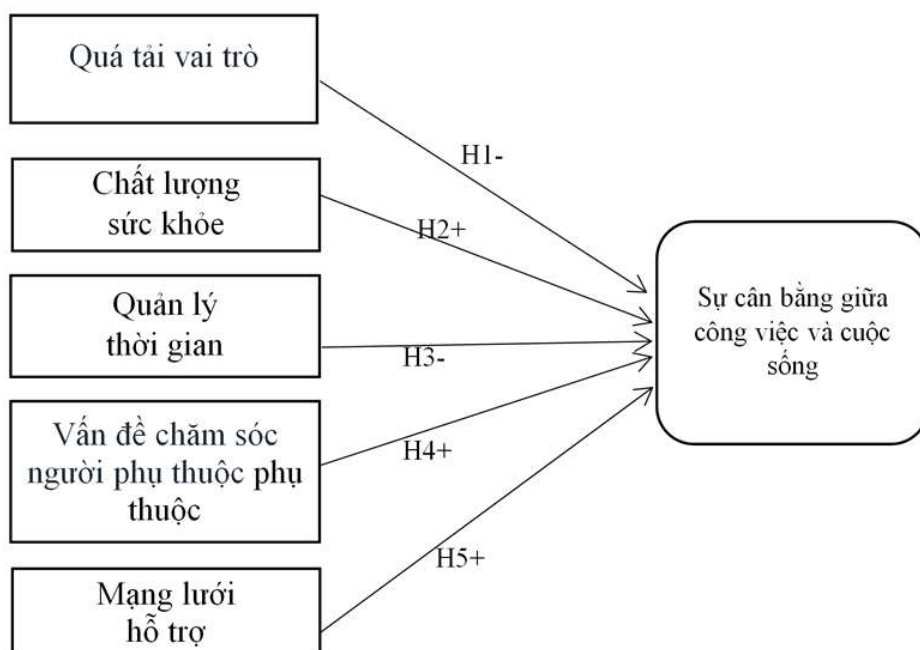 Quá tải vai trò
H1-
Chất lượng
sức khỏe
H2+
Quản lý
thời gian
H3-
Vấn đề chăm sóc
người phụ thuộc phụ
thuộc
H4+
Mạng lưới
hỗ trợ
H5+
Sự cân bằng giữa
công việc và cuộc
sống